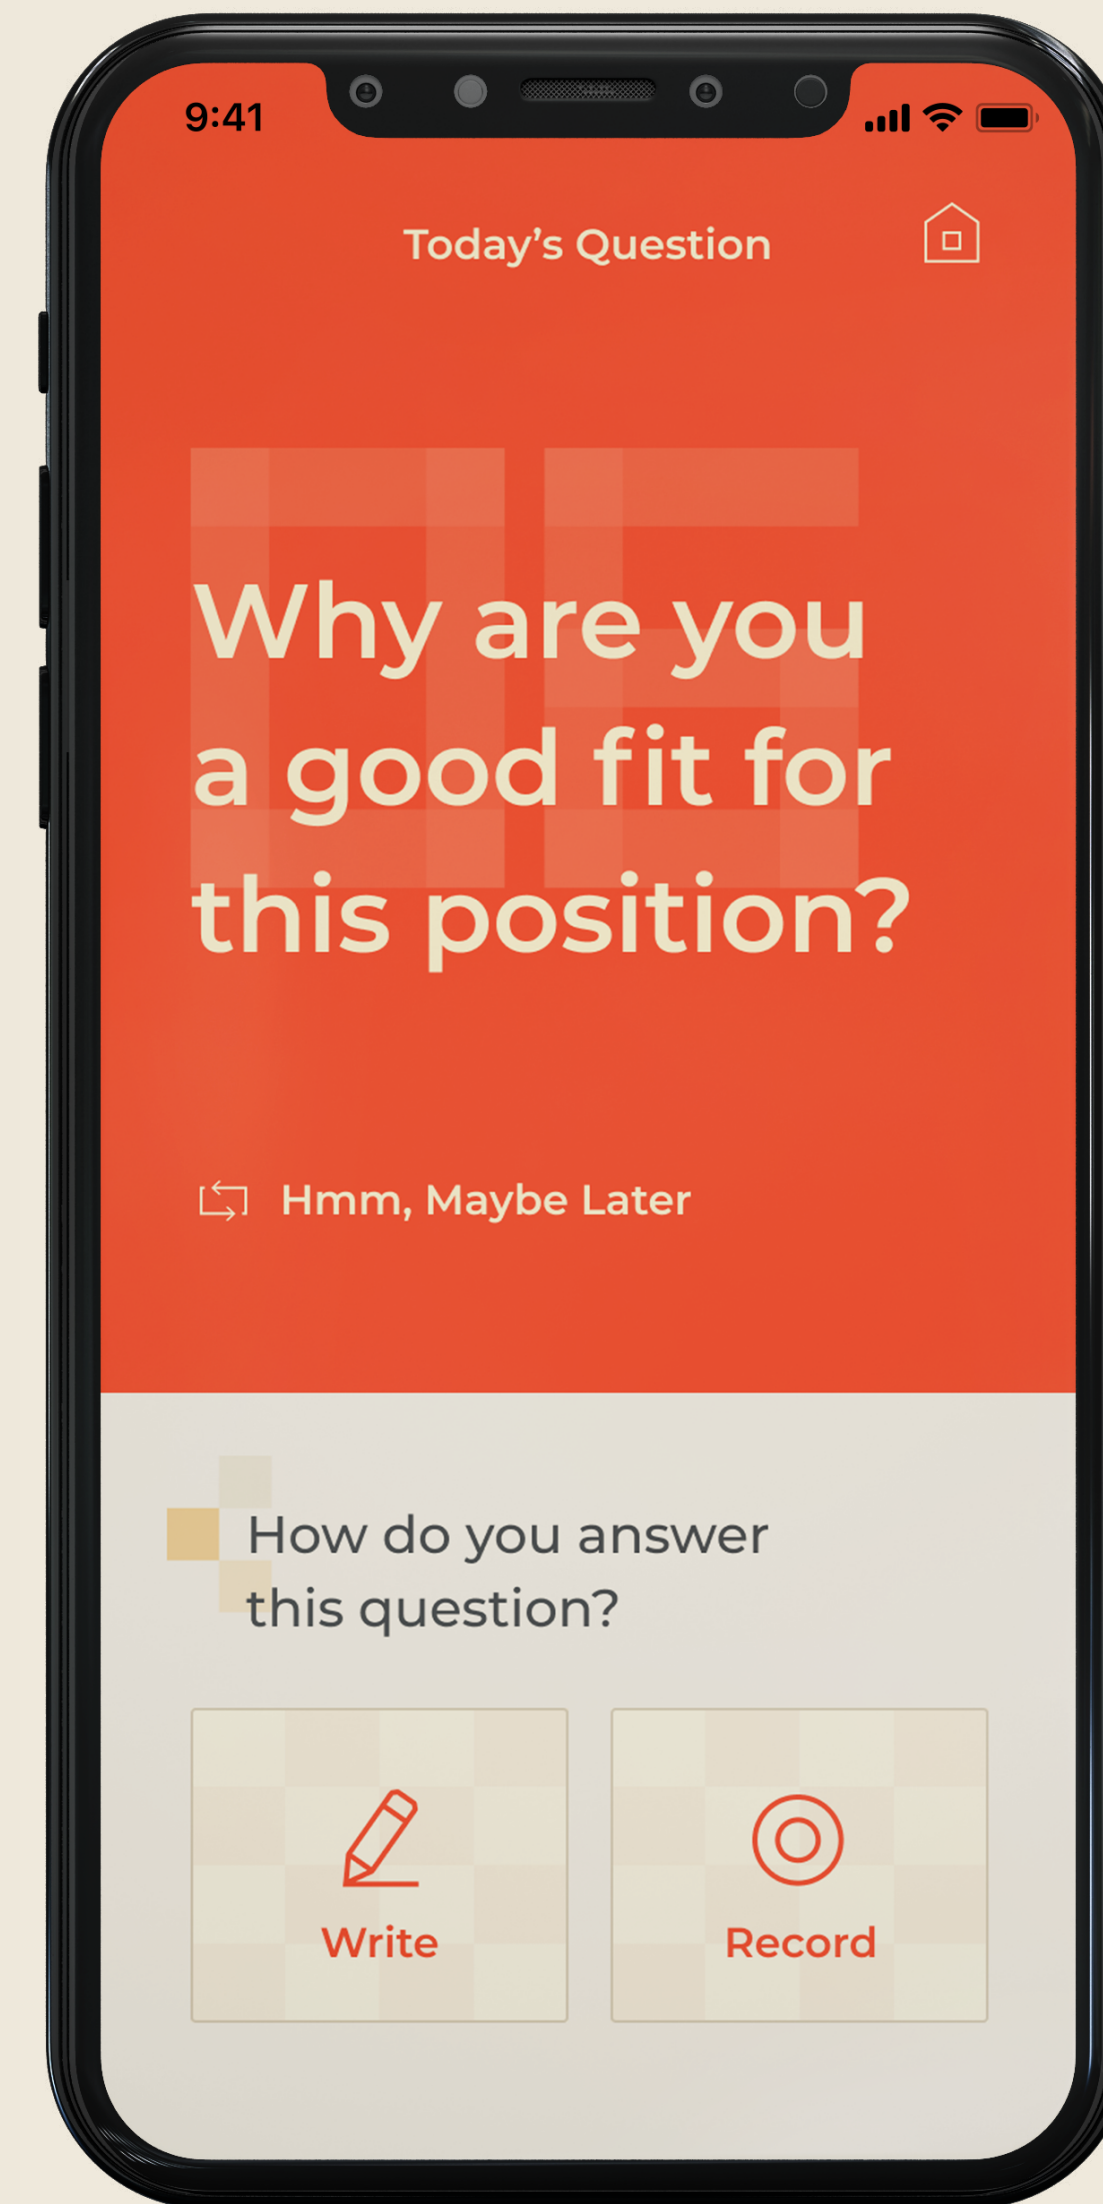 9:41
Today's Question
06
Why are you
a good fit for
this position?
Hmm, Maybe Later
How do you answer
this question?
Write
Record